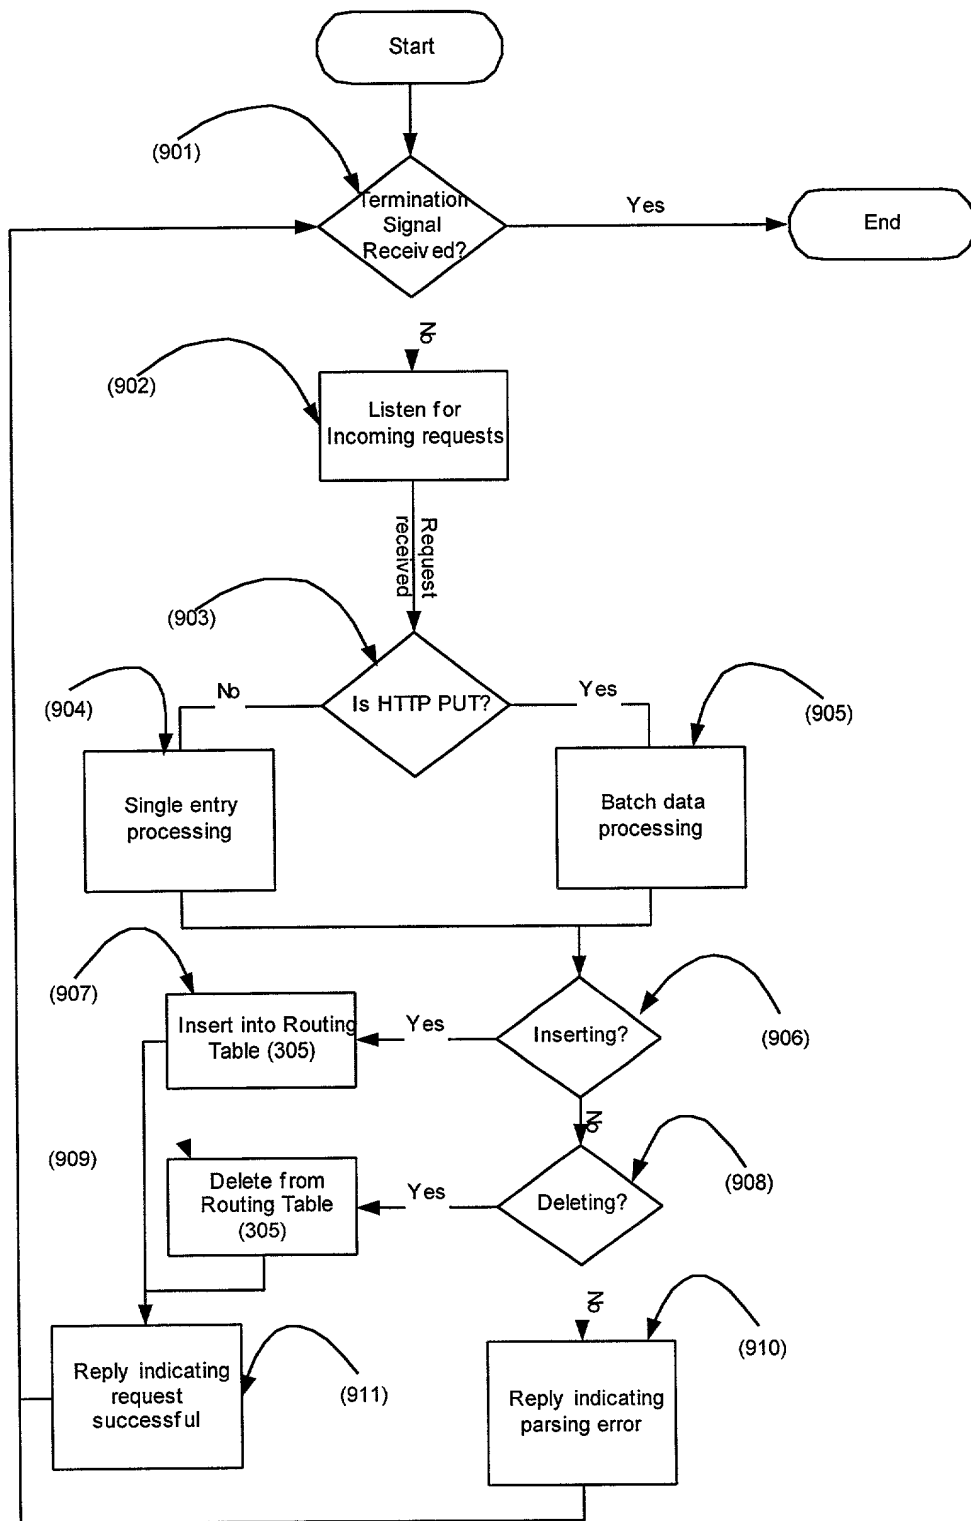 Start
(901)
Termination
Signal
Received?
Yes
End
No
(902)
Listen for
Incoming requests
Request
received
(903)
No
Is HTTP PUT?
Yes
(904)
(905)
Single entry
processing
Batch data
processing
(907)
Insert into Routing
Table (305)
Yes
Inserting?
(906)
No
(909)
Delete from
Routing Table
(305)
Yes
Deleting?
(908)
No
(910)
Reply indicating
request
successful
(911)
Reply indicating
parsing error